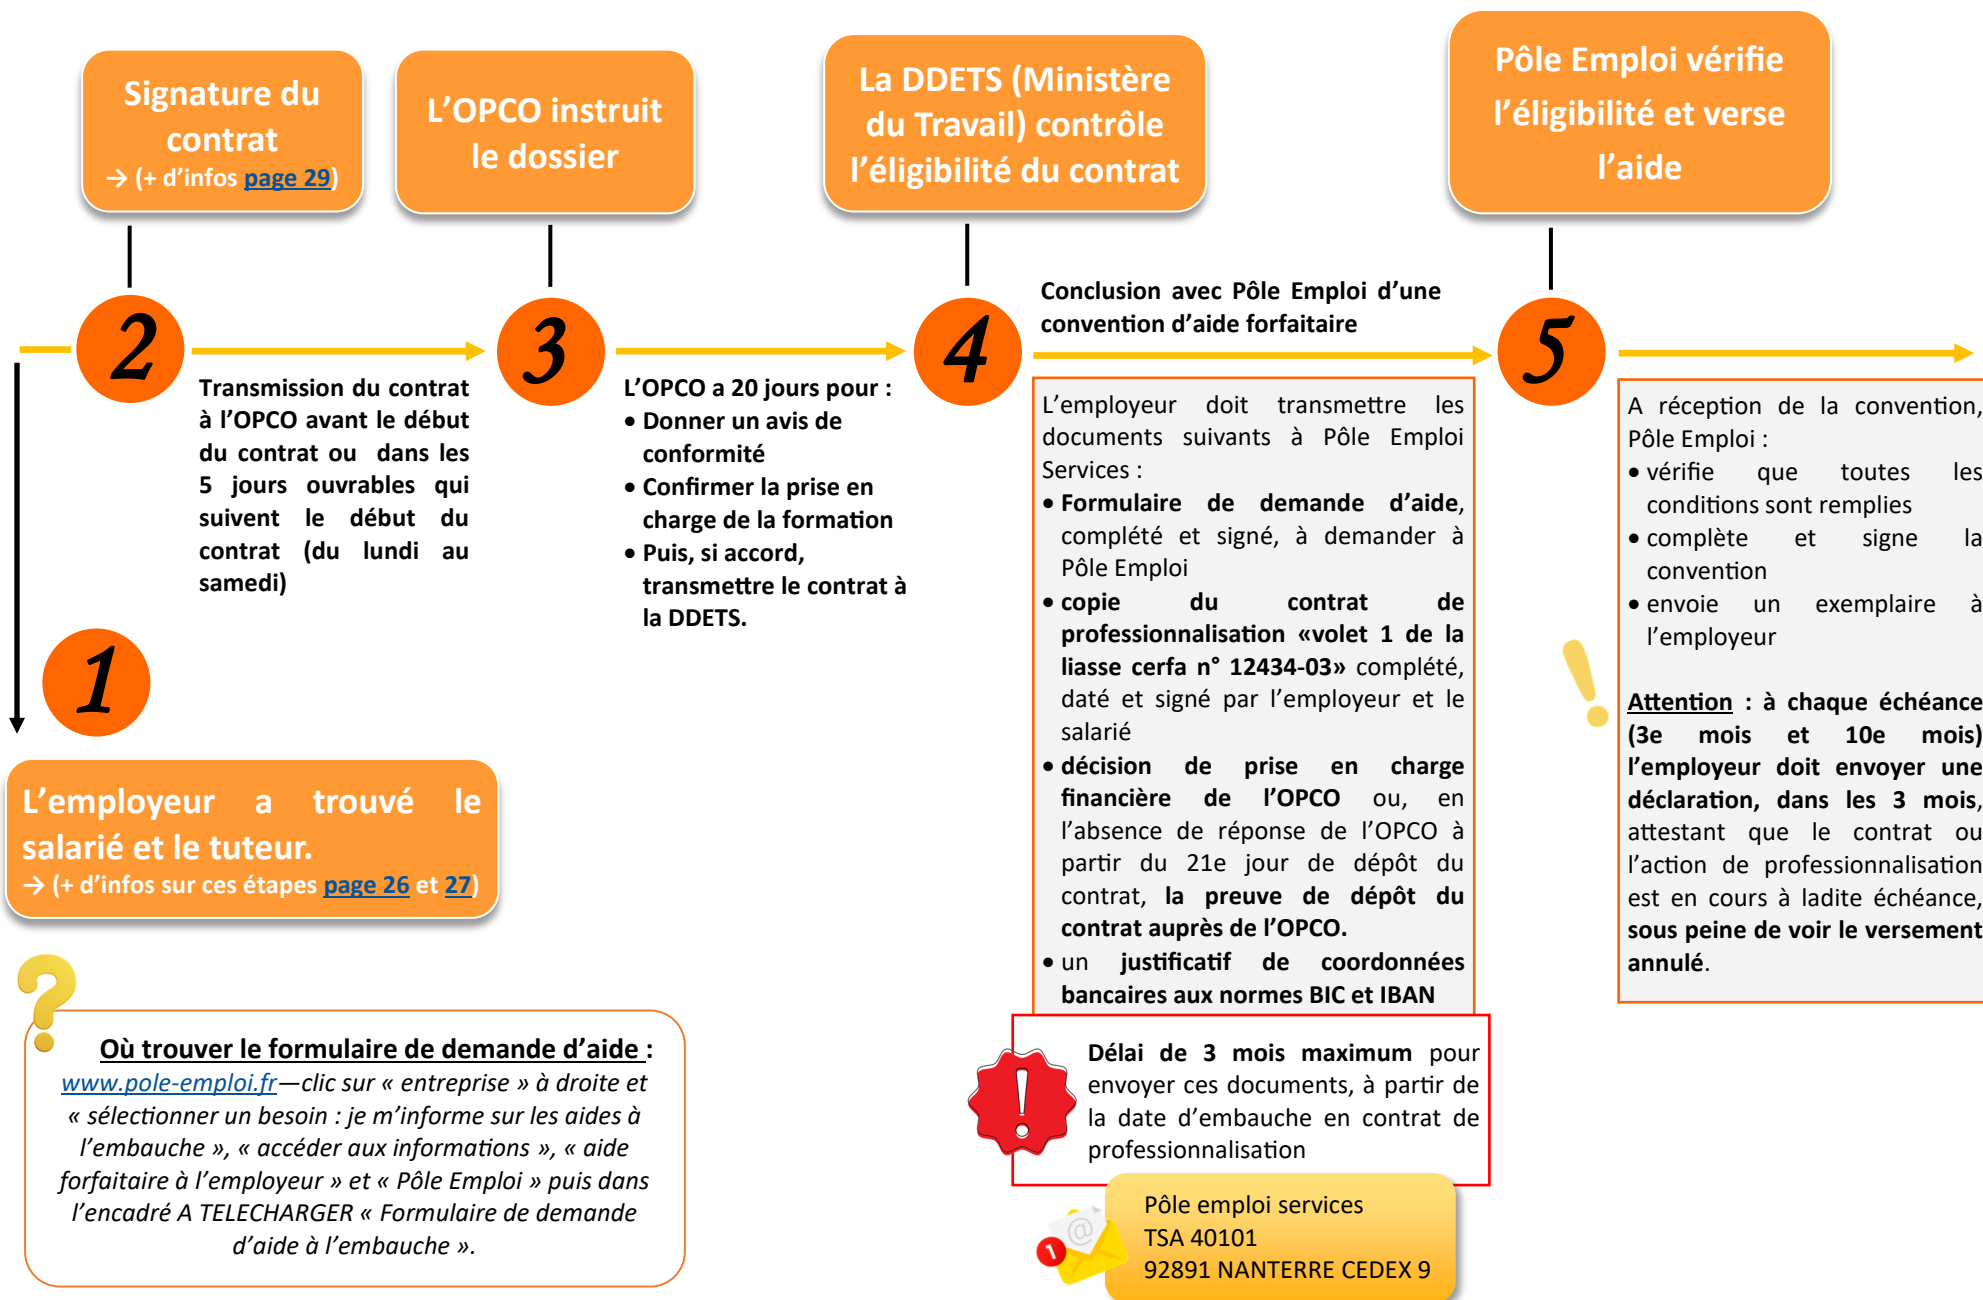 Signature du
contrat
→ (+ d’infos page 29)
L’OPCO instruit
le dossier
La DDETS (Ministère
du Travail) contrôle
l’éligibilité du contrat
Pôle Emploi vérifie
l’éligibilité et verse
l’aide
2
Transmission du contrat
à l’OPCO avant le début
du contrat ou dans les
5 jours ouvrables qui
suivent le début du
contrat (du lundi au
samedi)
3
L’OPCO a 20 jours pour :
• Donner un avis de
conformité
• Confirmer la prise en
charge de la formation
• Puis, si accord,
transmettre le contrat à
la DDETS.
4
Conclusion avec Pôle Emploi d’une
convention d’aide forfaitaire
L’employeur doit transmettre les
documents suivants à Pôle Emploi
Services :
• Formulaire de demande d’aide,
complété et signé, à demander à
Pôle Emploi
• copie du contrat de
professionnalisation «volet 1 de la
liasse cerfa n° 12434-03» complété,
daté et signé par l’employeur et le
salarié
• décision de prise en charge
financière de l’OPCO ou, en
l’absence de réponse de l’OPCO à
partir du 21e jour de dépôt du
contrat, la preuve de dépôt du
contrat auprès de l’OPCO.
• un justificatif de coordonnées
bancaires aux normes BIC et IBAN
Délai de 3 mois maximum pour
envoyer ces documents, à partir de
la date d’embauche en contrat de
professionnalisation
@
1
Pôle emploi services
TSA 40101
92891 NANTERRE CEDEX 9
5
A réception de la convention,
Pôle Emploi :
• vérifie que toutes les
conditions sont remplies
• complète et signe la
convention
• envoie un exemplaire à
l’employeur
Attention : à chaque échéance
(3e mois et 10e mois)
l’employeur doit envoyer une
déclaration, dans les 3 mois,
attestant que le contrat ou
l’action de professionnalisation
est en cours à ladite échéance,
sous peine de voir le versement
annulé.
1
L’employeur a trouvé le
salarié et le tuteur.
→ (+ d’infos sur ces étapes page 26 et 27)
Où trouver le formulaire de demande d’aide :
www.pole-emploi.fr—clic sur « entreprise » à droite et
« sélectionner un besoin : je m’informe sur les aides à
l’embauche », « accéder aux informations », « aide
forfaitaire à l’employeur » et « Pôle Emploi » puis dans
l’encadré A TELECHARGER « Formulaire de demande
d’aide à l’embauche ».